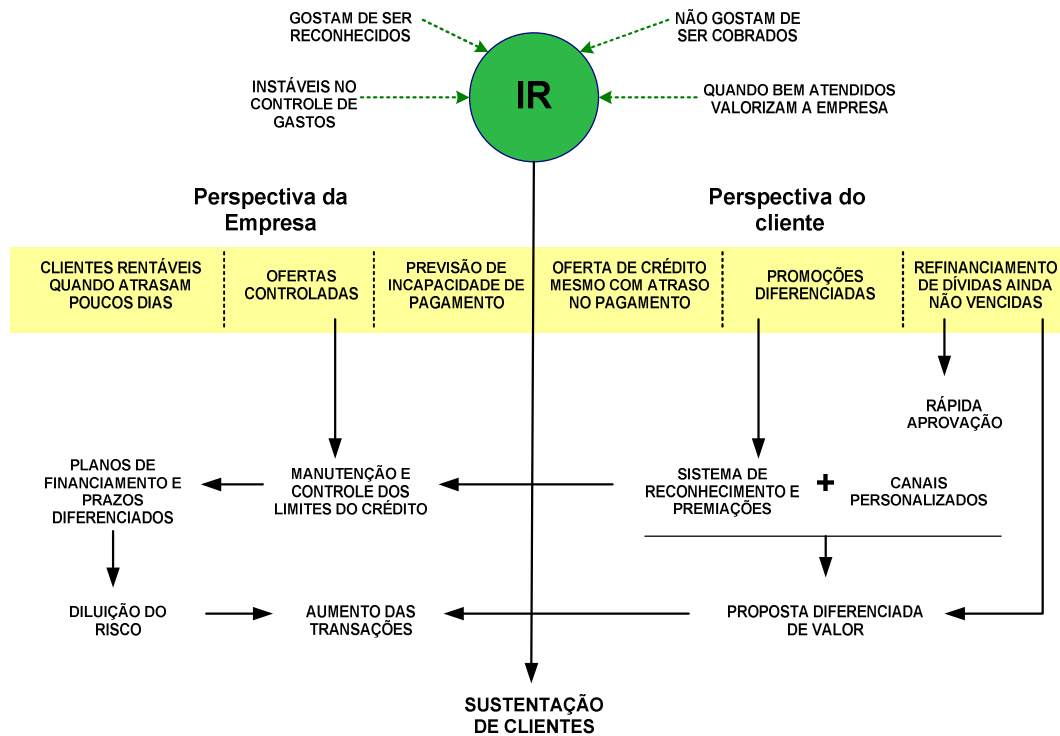 GOSTAM DE SER
RECONHECIDOS
NÃO GOSTAM DE
SER COBRADOS
INSTÁVEIS NO
CONTROLE DE
GASTOS
IR
QUANDO BEM ATENDIDOS
VALORIZAM A EMPRESA
Perspectiva da
Empresa
Perspectiva do
cliente
CLIENTES RENTÁVEIS
QUANDO ATRASAM
POUCOS DIAS
OFERTAS
CONTROLADAS
PREVISÃO DE
INCAPACIDADE DE
PAGAMENTO
OFERTA DE CRÉDITO
MESMO COM ATRASO
NO PAGAMENTO
PROMOÇÕES
DIFERENCIADAS
REFINANCIAMENTO
DE DÍVIDAS AINDA
NÃO VENCIDAS
RÁPIDA
APROVAÇÃO
PLANOS DE
FINANCIAMENTO E
PRAZOS
DIFERENCIADOS
MANUTENÇÃO E
CONTROLE DOS
LIMITES DO CRÉDITO
SISTEMA DE
RECONHECIMENTO E
PREMIAÇÕES
+
CANAIS
PERSONALIZADOS
DILUIÇÃO DO
RISCO
AUMENTO DAS
TRANSAÇÕES
PROPOSTA DIFERENCIADA
DE VALOR
SUSTENTAÇÃO
DE CLIENTES